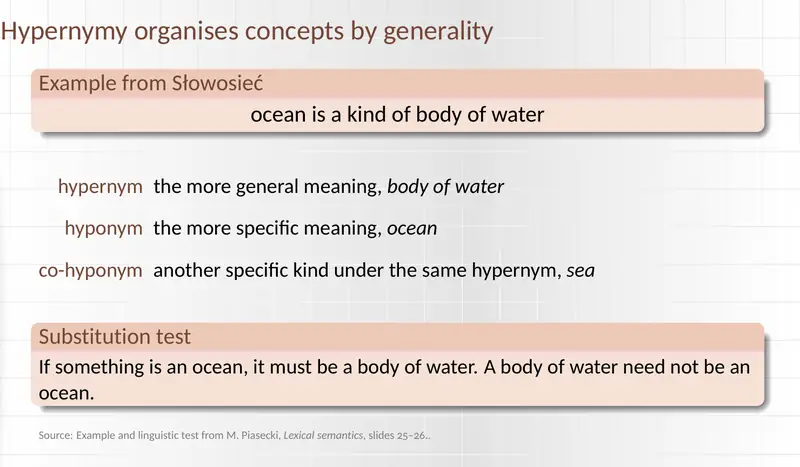 Hypernymy organises concepts by generality
Example from Słowosieć
ocean is a kind of body of water
hypernym the more general meaning, body of water
hyponym the more specific meaning, ocean
co-hyponym another specific kind under the same hypernym, sea
Substitution test
If something is an ocean, it must be a body of water. A body of water need not be an
ocean.
Source: Example and linguistic test from M. Piasecki, Lexical semantics, slides 25–26..